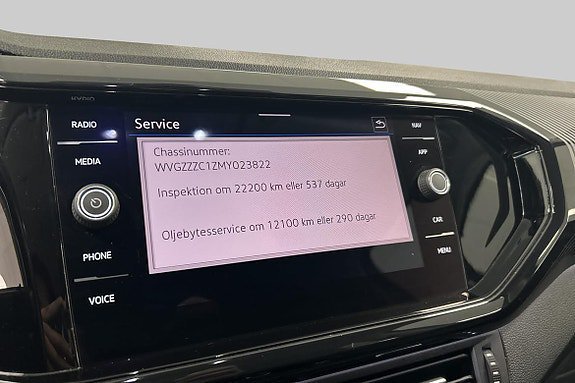 RADIO
MEDIA
PHONE
VOICE
Service
Chassinummer:
WVGZZZC1ZMY023822
Inspektion om 22200 km eller 537 dagar
Oljebytesservice om 12100 km eller 290 dagar
NAV
APP
CAR
MENU